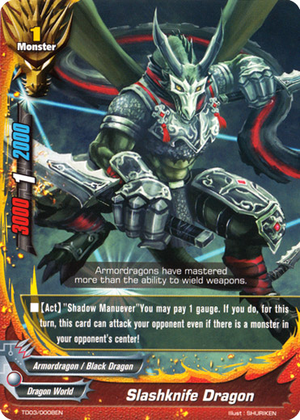 1
Monster
3000 1 2000
Armordragons have mastered
more than the ability to wield weapons.
■[Act] "Shadow Manuever"You may pay 1 gauge. If you do, for this
turn, this card can attack your opponent even if there is a monster in
your opponent's center!
Armordragon / Black Dragon
Slashknife Dragon
Dragon World
TD03/0008EN
Illust : SHURIKEN